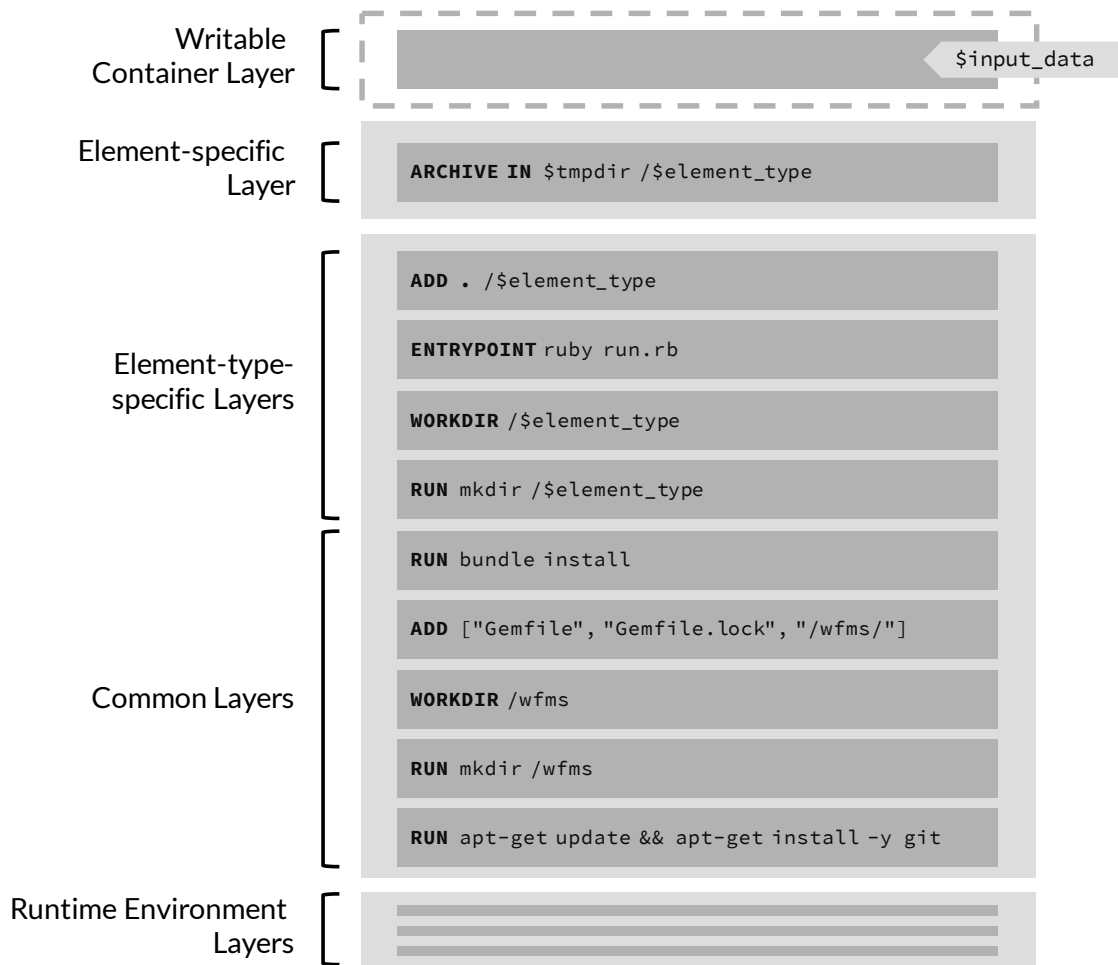 Writable
Container Layer
$input_data
Element-specific
Layer
ARCHIVE IN $tmpdir /$element_type
Element-type-
specific Layers
ADD . /$element_type
ENTRYPOINT ruby run.rb
WORKDIR /$element_type
RUN mkdir /$element_type
Common Layers
RUN bundle install
ADD ["Gemfile", "Gemfile.lock", "/wfms/"]
WORKDIR /wfms
RUN mkdir /wfms
RUN apt-get update && apt-get install -y git
Runtime Environment
Layers